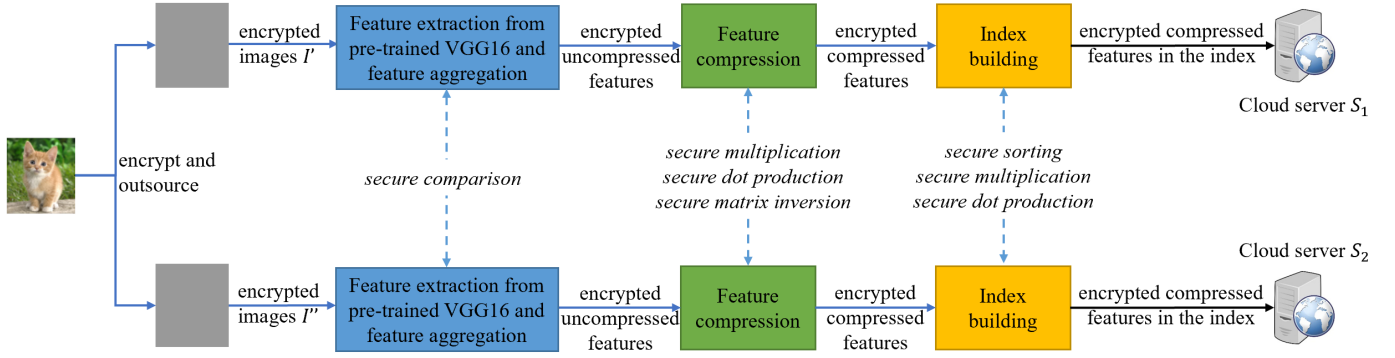 encrypt and
outsource
encrypted
images I'
Feature extraction from
pre-trained VGG16 and
feature aggregation
encrypted
uncompressed
features
Feature
compression
encrypted
compressed
features
Index
building
encrypted compressed
features in the index
Cloud server S₁
secure comparison
secure multiplication
secure dot production
secure matrix inversion
secure sorting
secure multiplication
secure dot production
encrypted
images I''
Feature extraction from
pre-trained VGG16 and
feature aggregation
encrypted
uncompressed
features
Feature
compression
encrypted
compressed
features
Index
building
encrypted compressed
features in the index
Cloud server S₂